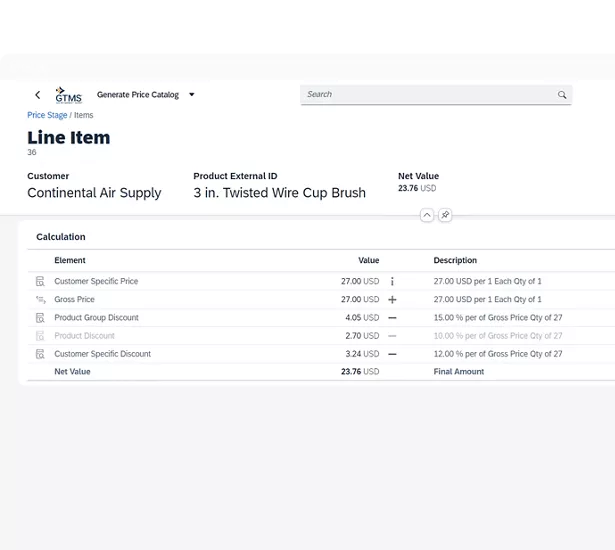 GTMS
Generate Price Catalog
Search
Price Stage / Items
Line Item
36
Customer Product External ID Net Value
Continental Air Supply 3 in. Twisted Wire Cup Brush 23.76 USD
Calculation
Element Value Description
Customer Specific Price 27.00 USD i 27.00 USD per 1 Each Qty of 1
Gross Price 27.00 USD + 27.00 USD per 1 Each Qty of 1
Product Group Discount 4.05 USD — 15.00 % per of Gross Price Qty of 27
Product Discount 2.70 USD — 10.00 % per of Gross Price Qty of 27
Customer Specific Discount 3.24 USD — 12.00 % per of Gross Price Qty of 27
Net Value 23.76 USD Final Amount